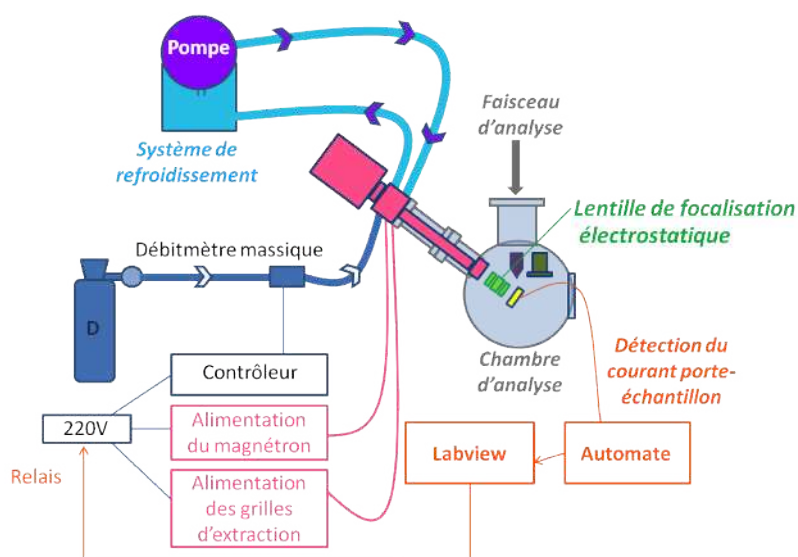 Pompe
Système de
refroidissement
Faisceau
d'analyse
Lentille de focalisation
électrostatique
Débitmètre massique
D
Chambre
d'analyse
Détection du
courant porte-
échantillon
Contrôleur
220V
Alimentation
du magnétron
Relais
Alimentation
des grilles
d'extraction
Labview
Automate